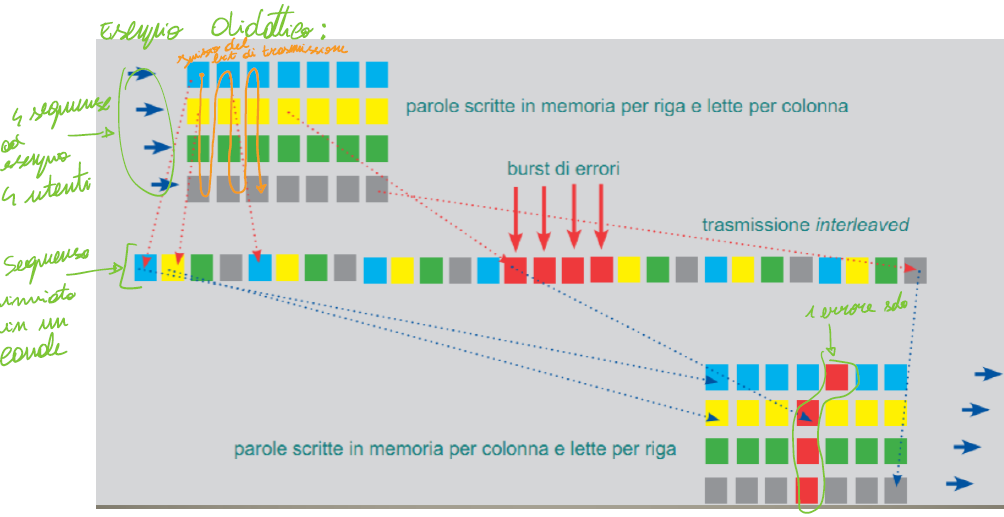 Esempio didattico:
senso del
bit di trasmissione
4 sequenze
ad
esempio
4 utenti
parole scritte in memoria per riga e lette per colonna
burst di errori
trasmissione interleaved
Sequenza
inviata
in un
canale
1 errore solo
parole scritte in memoria per colonna e lette per riga